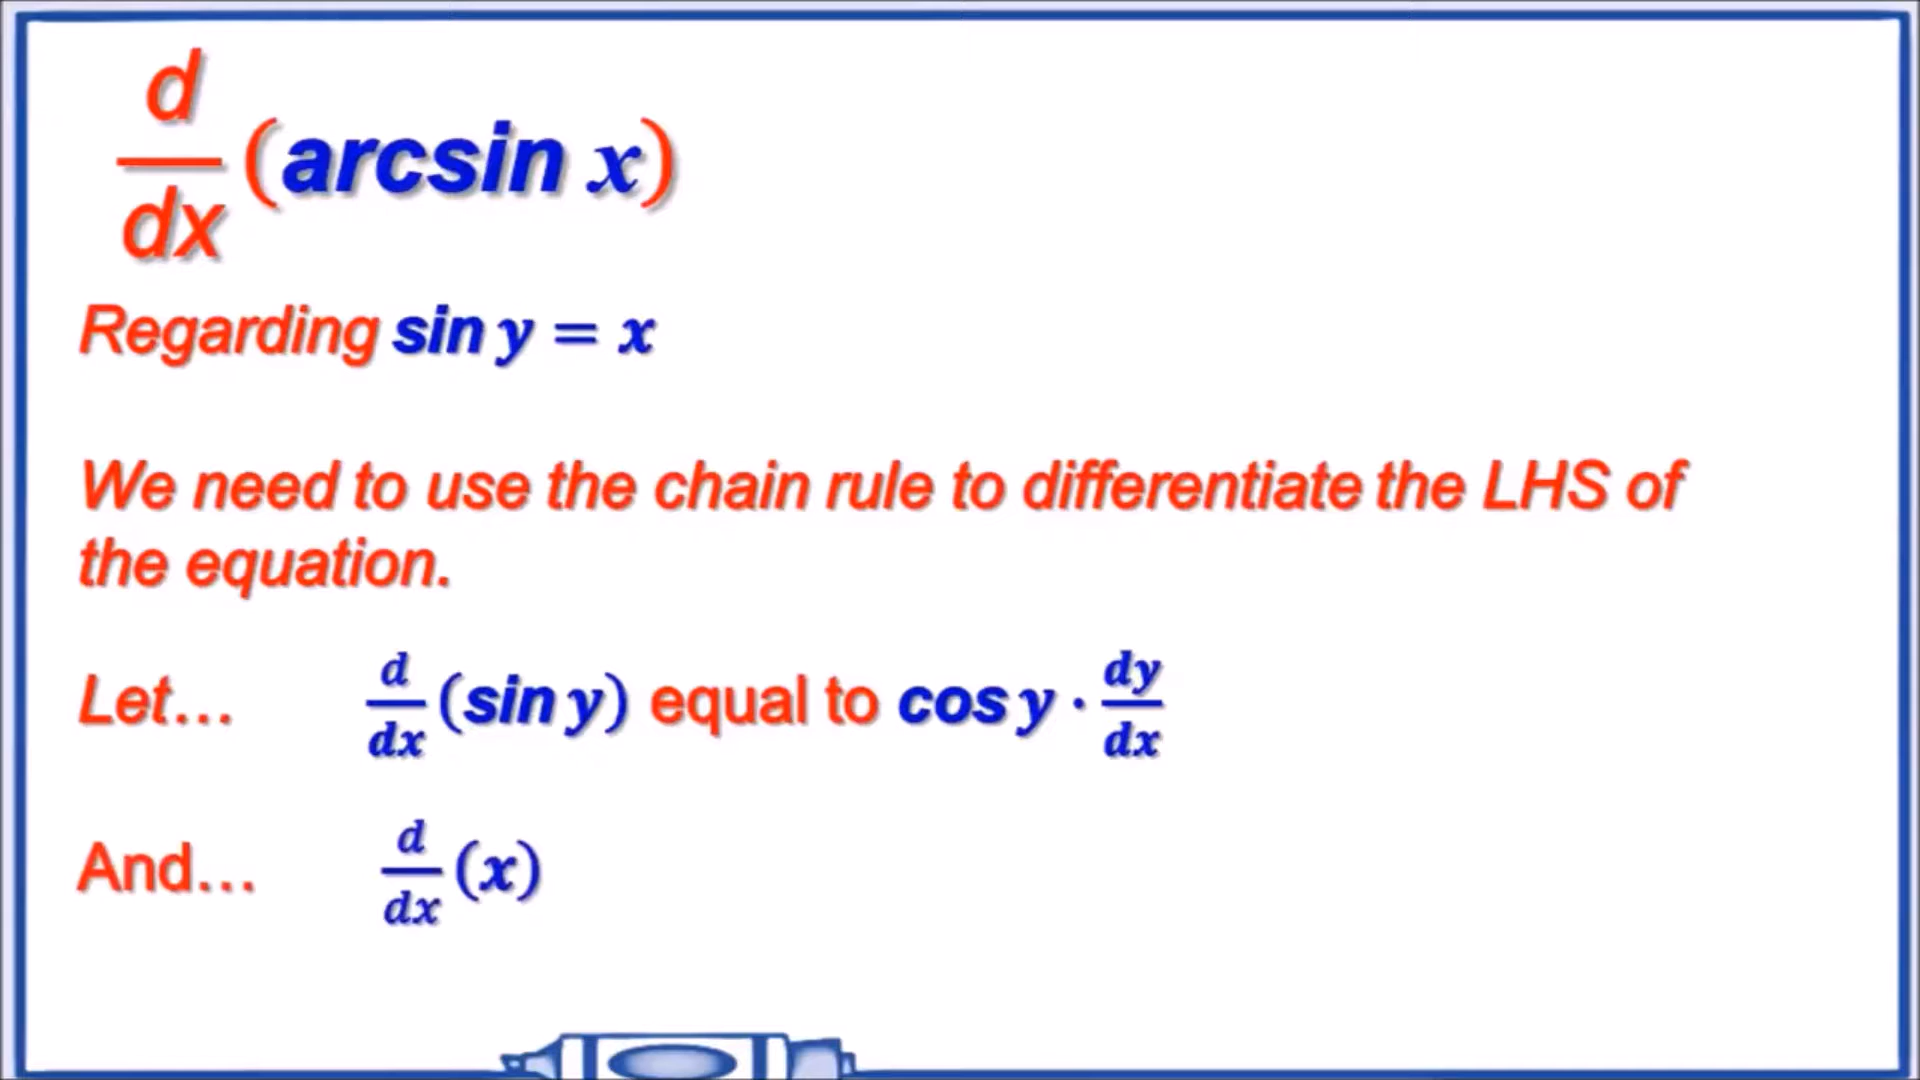 d/dx (arcsin x)
Regarding sin y = x
We need to use the chain rule to differentiate the LHS of
the equation.
Let… d/dx (sin y) equal to cos y · dy/dx
And… d/dx (x)